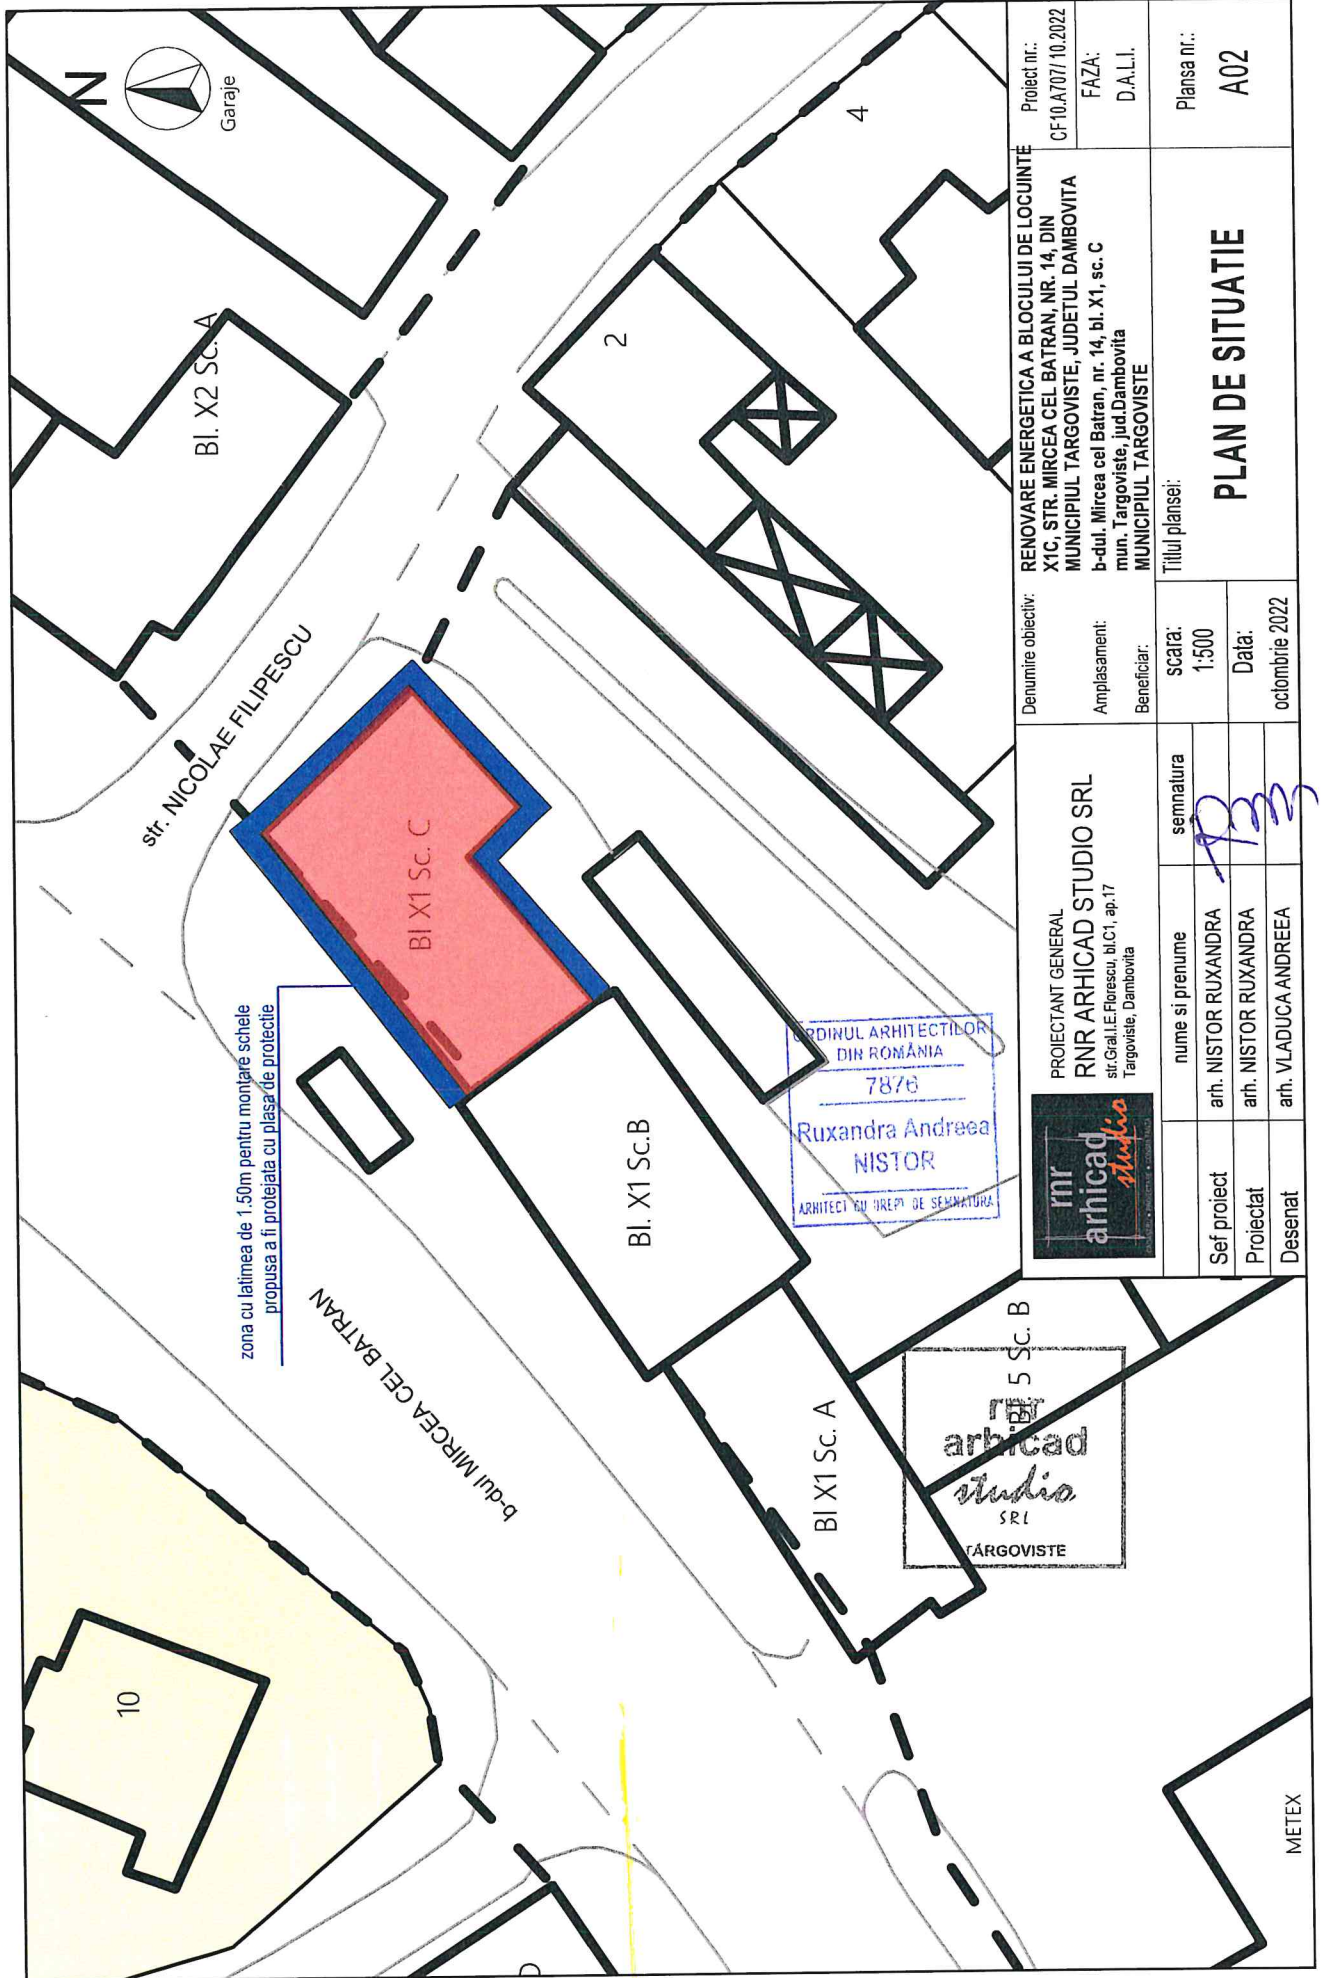 N
Garaje
Bl. X2 Sc. A
str. NICOLAE FILIPESCU
4
2
Bl X1 Sc. C
zona cu latimea de 1.50m pentru montare schele
propusa a fi protejata cu plasa de protectie
Bl. X1 Sc.B
b-dul MIRCEA CEL BATRAN
10
Bl X1 Sc. A
Bl. 5 Sc. B
METEX
ORDINUL ARHITECTILOR
DIN ROMÂNIA
7876
Ruxandra Andreea
NISTOR
ARHITECT CU DREPT DE SEMNATURA
rnr
arhicad
studio
SRL
TÂRGOVISTE
rnr
arhicad
studio
PROIECTANT GENERAL
RNR ARHICAD STUDIO SRL
str.Gral.I.E.Florescu, bl.C1, ap.17
Targoviste, Dambovita
nume si prenume
semnatura
Sef proiect
arh. NISTOR RUXANDRA
Proiectat
arh. NISTOR RUXANDRA
Desenat
arh. VLADUCA ANDREEA
Denumire obiectiv:
RENOVARE ENERGETICA A BLOCULUI DE LOCUINTE
X1C, STR. MIRCEA CEL BATRAN, NR. 14, DIN
MUNICIPIUL TARGOVISTE, JUDETUL DAMBOVITA
Amplasament:
b-dul. Mircea cel Batran, nr. 14, bl. X1, sc. C
mun. Targoviste, jud.Dambovita
Beneficiar:
MUNICIPIUL TARGOVISTE
scara:
1:500
Data:
octombrie 2022
Titlul plansei:
PLAN DE SITUATIE
Proiect nr.:
CF10.A707/ 10.2022
FAZA:
D.A.L.I.
Plansa nr.:
A02